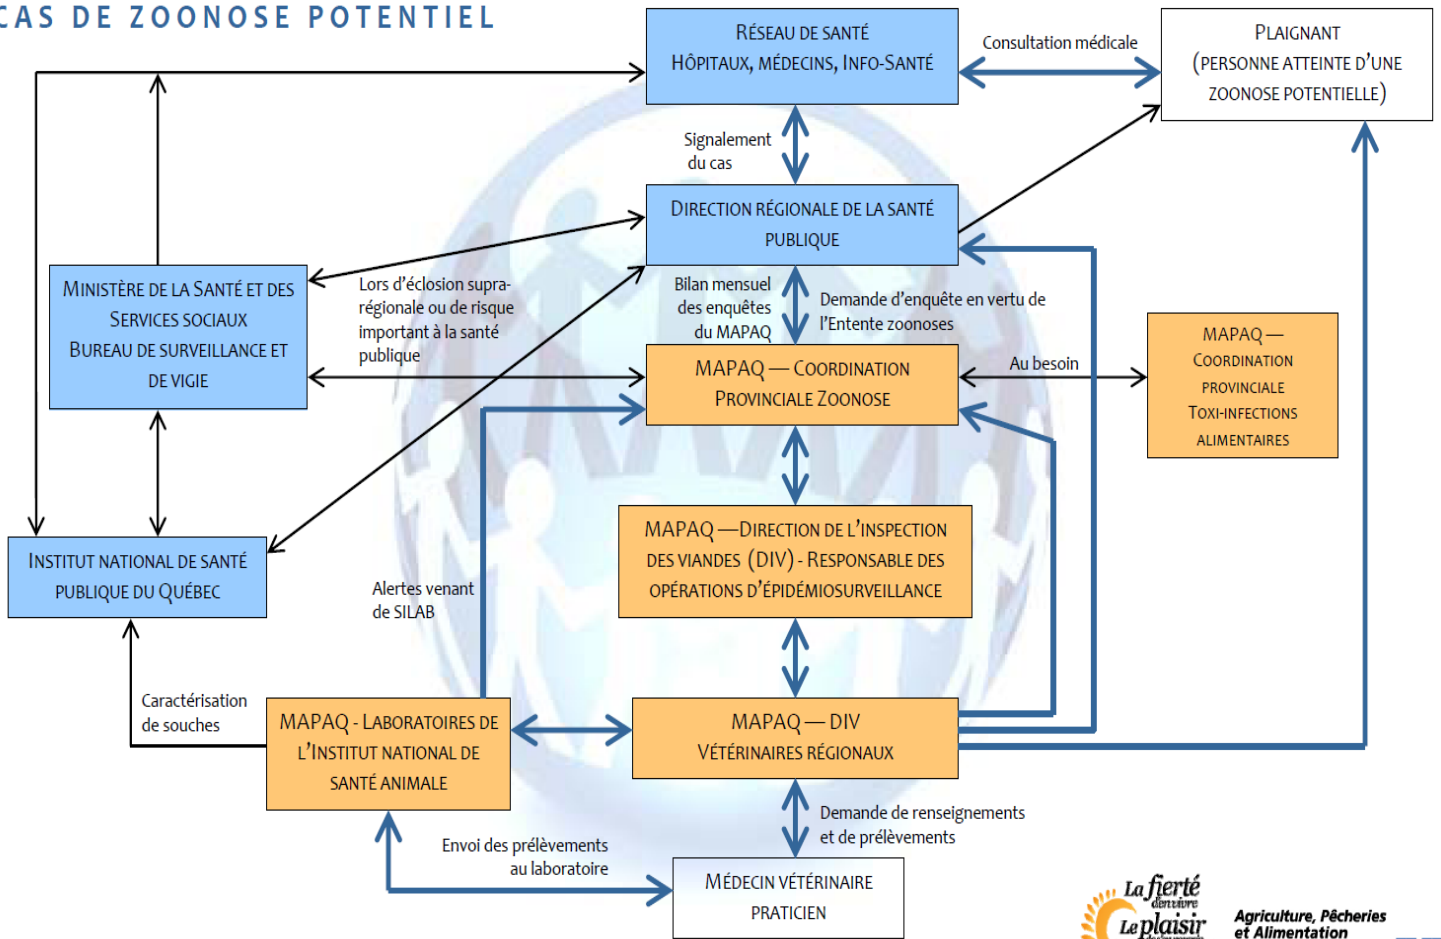 CAS DE ZOONOSE POTENTIEL
RÉSEAU DE SANTÉ
HÔPITAUX, MÉDECINS, INFO-SANTÉ
Consultation médicale
PLAIGNANT
(PERSONNE ATTEINTE D'UNE
ZOONOSE POTENTIELLE)
Signalement
du cas
DIRECTION RÉGIONALE DE LA SANTÉ
PUBLIQUE
MINISTÈRE DE LA SANTÉ ET DES
SERVICES SOCIAUX
BUREAU DE SURVEILLANCE ET
DE VIGIE
Lors d'éclosion supra-
régionale ou de risque
important à la santé
publique
Bilan mensuel
des enquêtes
du MAPAQ
Demande d'enquête en vertu de
l'Entente zoonoses
MAPAQ — COORDINATION
PROVINCIALE ZOONOSE
Au besoin
MAPAQ —
COORDINATION
PROVINCIALE
TOXI-INFECTIONS
ALIMENTAIRES
MAPAQ —DIRECTION DE L'INSPECTION
DES VIANDES (DIV) - RESPONSABLE DES
OPÉRATIONS D'ÉPIDÉMIOSURVEILLANCE
INSTITUT NATIONAL DE SANTÉ
PUBLIQUE DU QUÉBEC
Alertes venant
de SILAB
Caractérisation
de souches
MAPAQ - LABORATOIRES DE
L'INSTITUT NATIONAL DE
SANTÉ ANIMALE
MAPAQ — DIV
VÉTÉRINAIRES RÉGIONAUX
Demande de renseignements
et de prélèvements
Envoi des prélèvements
au laboratoire
MÉDECIN VÉTÉRINAIRE
PRATICIEN
La fierté
d'en vivre
Le plaisir
Agriculture, Pêcheries
et Alimentation